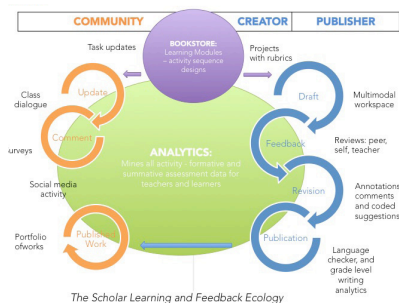 COMMUNITY
CREATOR
PUBLISHER
BOOKSTORE:
Learning Modules
– activity sequence
designs
Task updates
Projects
with rubrics
Class
dialogue
Update
Comment
urveys
Social media
activity
Portfolio
ofworks
Published
Work
ANALYTICS:
Mines all activity - formative and
summative assessment data for
teachers and learners
Draft
Feedback
Revision
Publication
Multimodal
workspace
Reviews: peer,
self, teacher
Annotations
comments
and coded
suggestions
Language
checker, and
grade level
writing
analytics
The Scholar Learning and Feedback Ecology